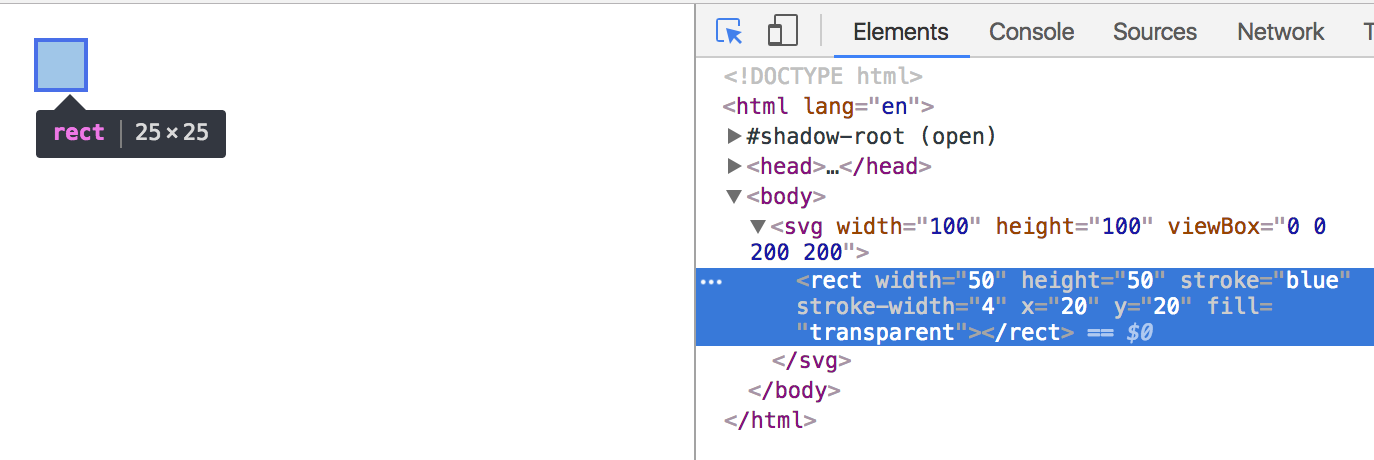 rect | 25 × 25
Elements Console Sources Network T
<!DOCTYPE html>
<html lang="en">
▶#shadow-root (open)
▶<head>…</head>
▼<body>
▼<svg width="100" height="100" viewBox="0 0
200 200">
… <rect width="50" height="50" stroke="blue"
stroke-width="4" x="20" y="20" fill=
"transparent"></rect> == $0
</svg>
</body>
</html>